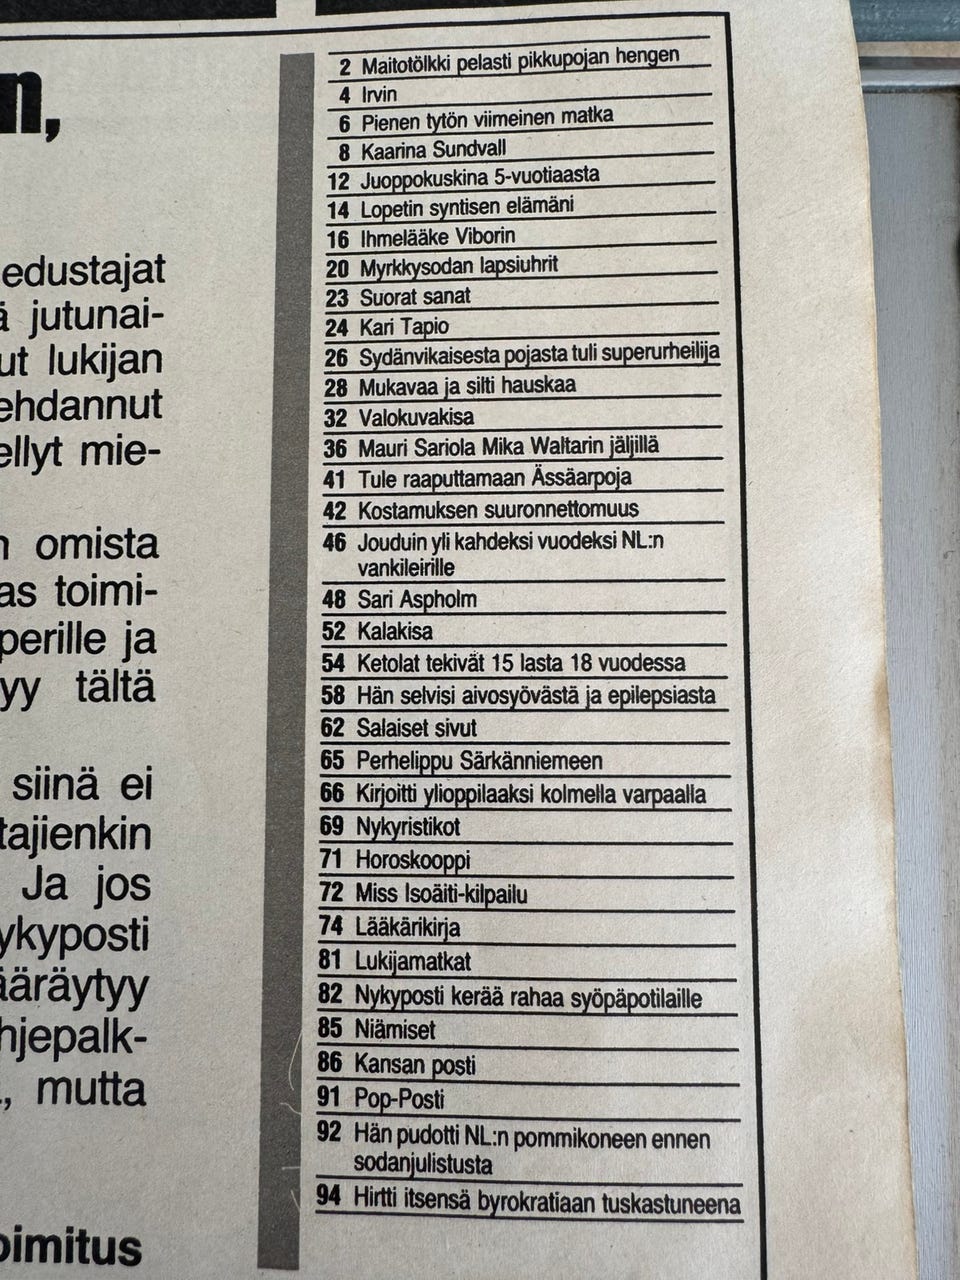 n,
edustajat
ä jutunai-
ut lukijan
ehdannut
ellyt mie-
n omista
as toimi-
perille ja
yy tältä
siinä ei
tajienkin
Ja jos
ykyposti
ääräytyy
hjepalk-
, mutta
oimitus
2 Maitotölkki pelasti pikkupojan hengen
4 Irvin
6 Pienen tytön viimeinen matka
8 Kaarina Sundvall
12 Juoppokuskina 5-vuotiaasta
14 Lopetin syntisen elämäni
16 Ihmelääke Viborin
20 Myrkkysodan lapsiuhrit
23 Suorat sanat
24 Kari Tapio
26 Sydänvikaisesta pojasta tuli superurheilija
28 Mukavaa ja silti hauskaa
32 Valokuvakisa
36 Mauri Sariola Mika Waltarin jäljillä
41 Tule raaputtamaan Ässäarpoja
42 Kostamuksen suuronnettomuus
46 Jouduin yli kahdeksi vuodeksi NL:n
vankileirille
48 Sari Aspholm
52 Kalakisa
54 Ketolat tekivät 15 lasta 18 vuodessa
58 Hän selvisi aivosyövästä ja epilepsiasta
62 Salaiset sivut
65 Perhelippu Särkänniemeen
66 Kirjoitti ylioppilaaksi kolmella varpaalla
69 Nykyristikot
71 Horoskooppi
72 Miss Isoäiti-kilpailu
74 Lääkärikirja
81 Lukijamatkat
82 Nykyposti kerää rahaa syöpäpotilaille
85 Niämiset
86 Kansan posti
91 Pop-Posti
92 Hän pudotti NL:n pommikoneen ennen
sodanjulistusta
94 Hirtti itsensä byrokratiaan tuskastuneena